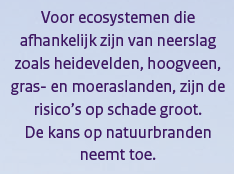 Voor ecosystemen die
afhankelijk zijn van neerslag
zoals heidevelden, hoogveen,
gras- en moeraslanden, zijn de
risico's op schade groot.
De kans op natuurbranden
neemt toe.